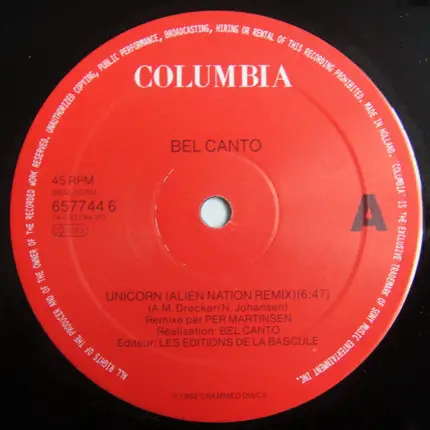 ALL RIGHTS OF THE PRODUCER AND OF THE OWNER OF THE RECORDED WORK RESERVED. UNAUTHORIZED COPYING, PUBLIC PERFORMANCE, BROADCASTING, HIRING OR RENTAL OF THIS RECORDING PROHIBITED. MADE IN HOLLAND. 'COLUMBIA' IS THE EXCLUSIVE TRADEMARK OF SONY MUSIC ENTERTAINMENT INC.
COLUMBIA
BEL CANTO
45 RPM
657744 6
A
UNICORN (ALIEN NATION REMIX)(6:47)
(A.M. Drecker/N. Johansen)
Remixé par PER MARTINSEN
Réalisation: BEL CANTO
Editeur: LES EDITIONS DE LA BASCULE
℗ 1992 CRAMMED DISCS